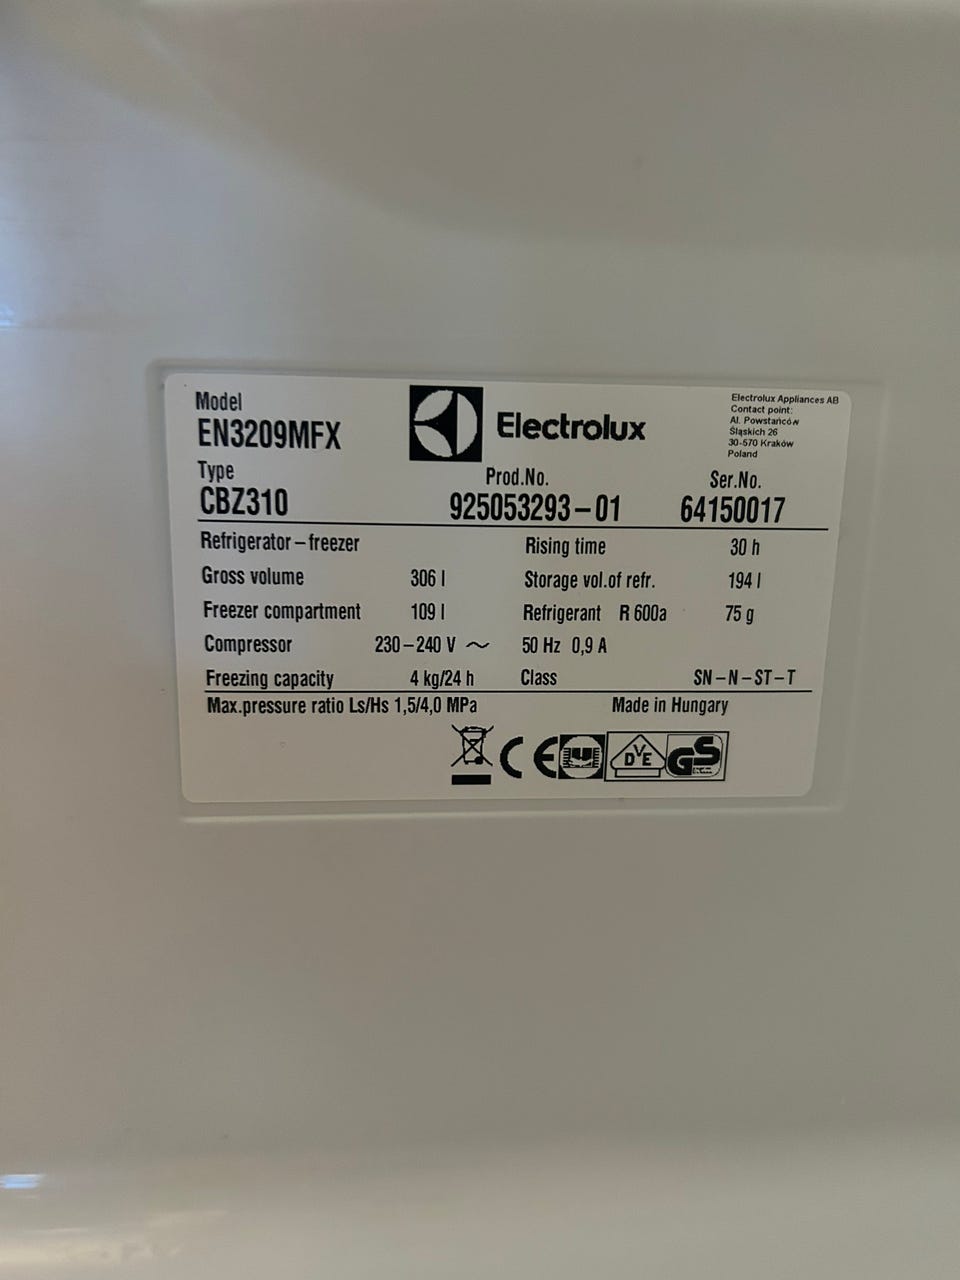 Model
EN3209MFX
Electrolux
Electrolux Appliances AB
Contact point:
Al. Powstańców
Śląskich 26
30-570 Kraków
Poland
Type
CBZ310
Prod.No.
925053293-01
Ser.No.
64150017
Refrigerator-freezer
Rising time 30 h
Gross volume 306 l
Storage vol.of refr. 194 l
Freezer compartment 109 l
Refrigerant R 600a 75 g
Compressor 230-240 V ~ 50 Hz 0,9 A
Freezing capacity 4 kg/24 h
Class SN-N-ST-T
Max.pressure ratio Ls/Hs 1,5/4,0 MPa
Made in Hungary
CE
DVE
GS